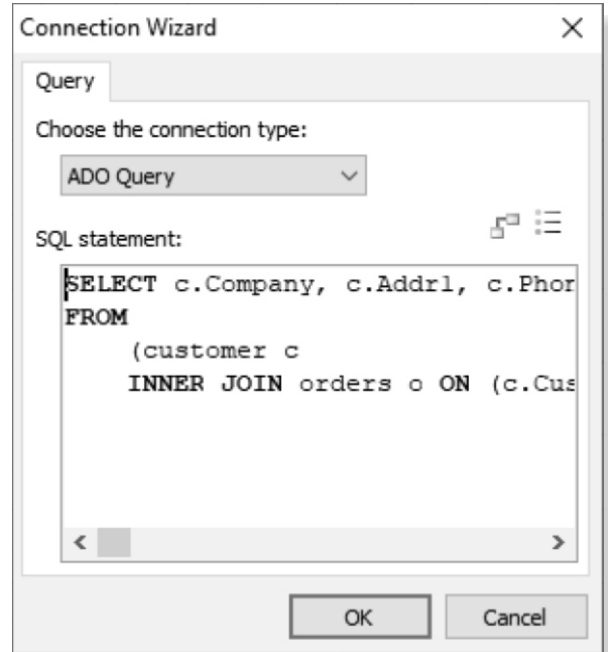 Connection Wizard
Query
Choose the connection type:
ADO Query
SQL statement:
SELECT c.Company, c.Addr1, c.Phon
FROM
(customer c
INNER JOIN orders o ON (c.Cus
OK
Cancel